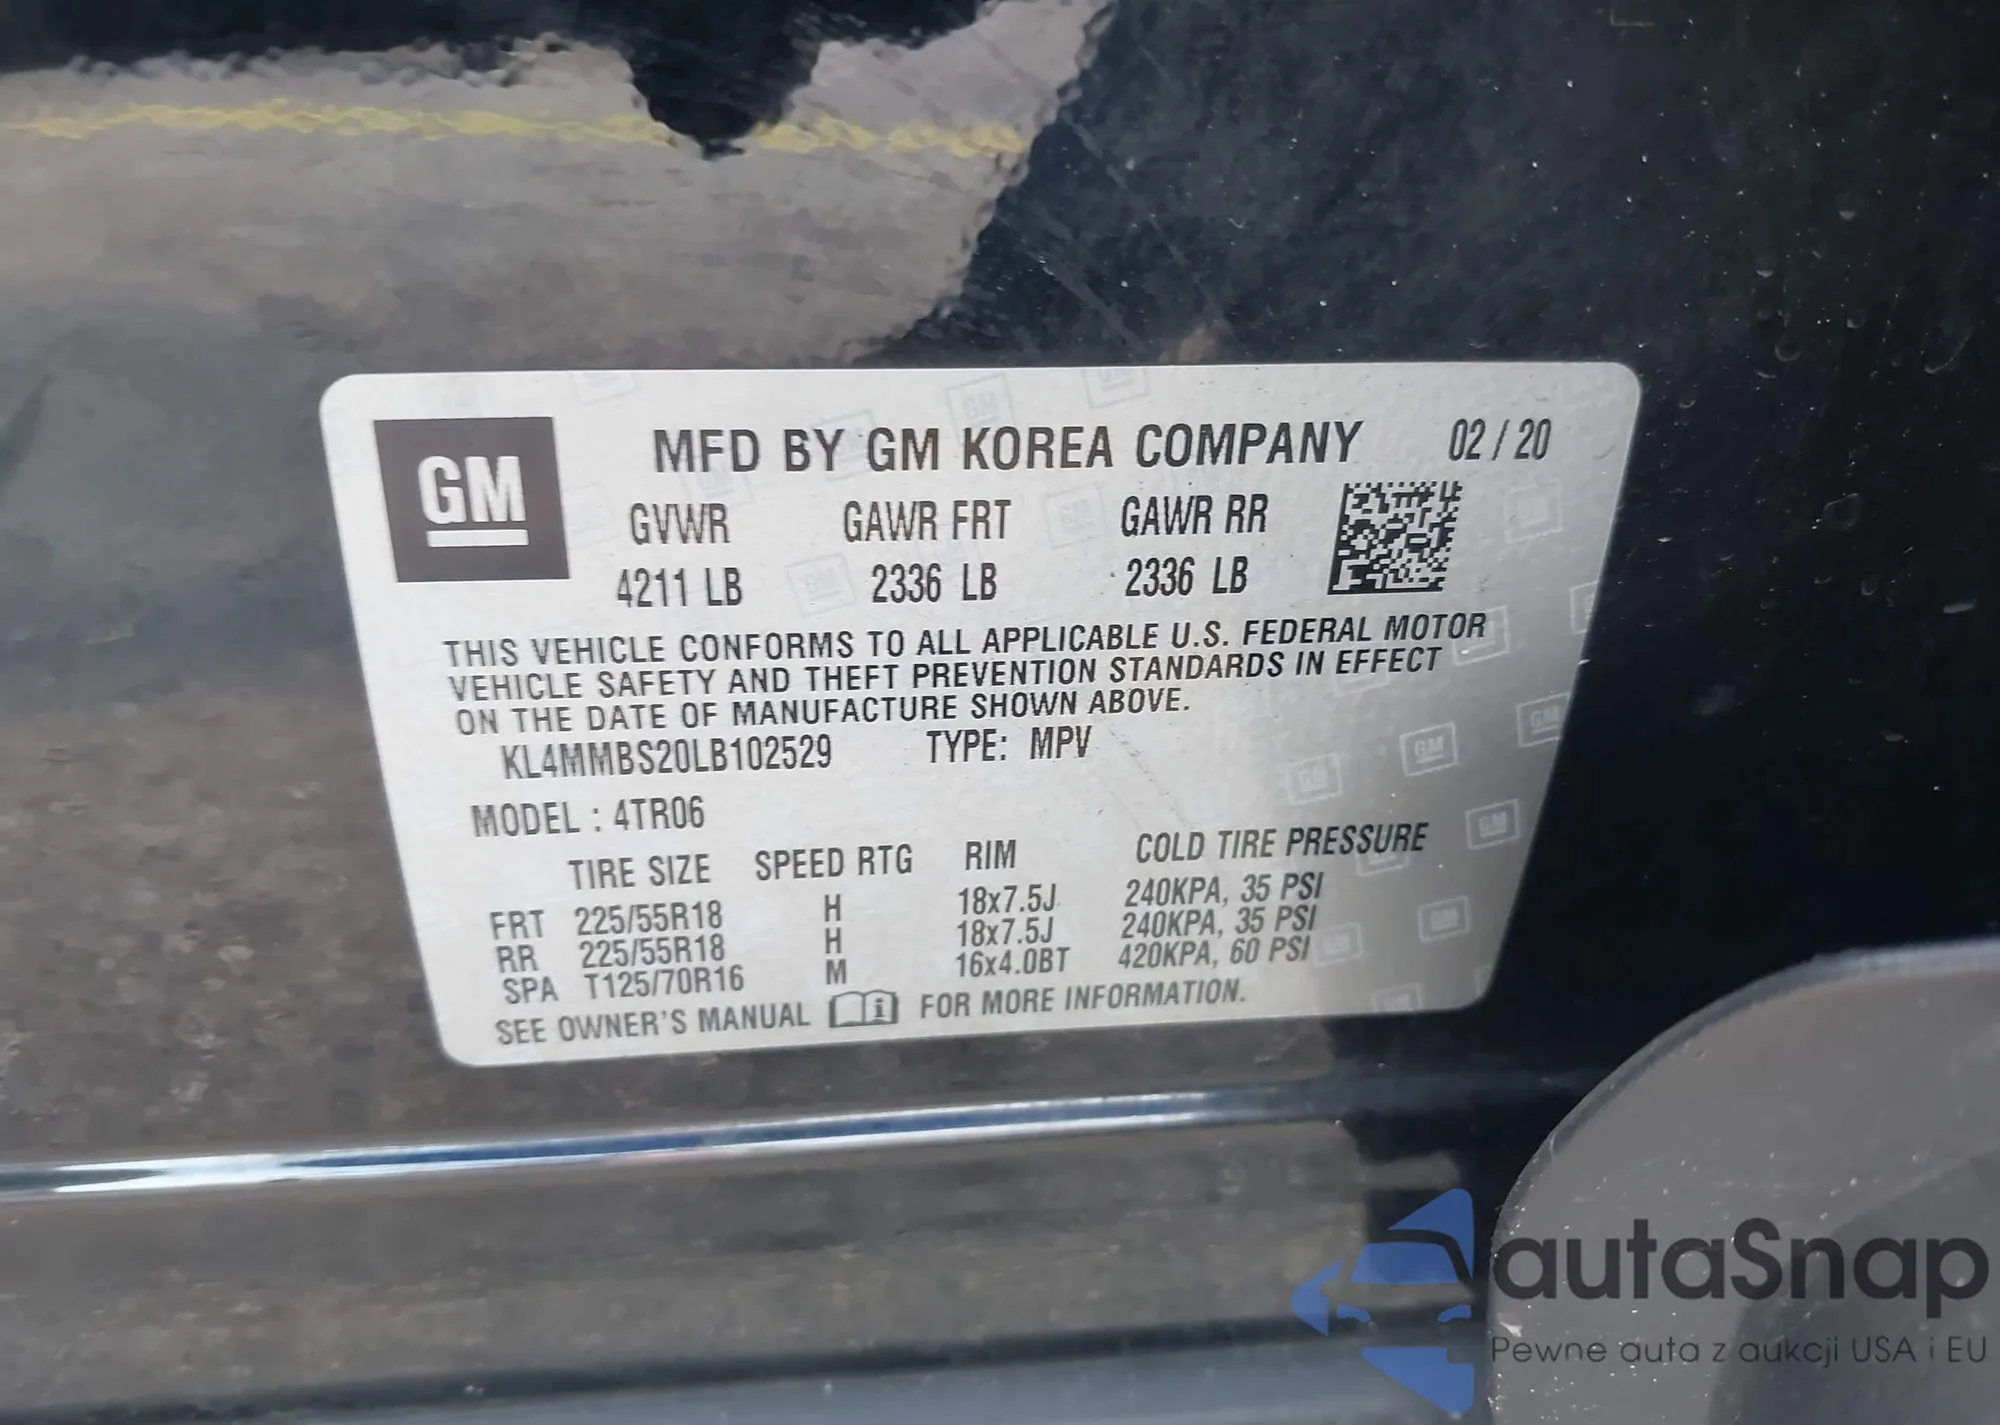 GM
MFD BY GM KOREA COMPANY 02 / 20
GVWR GAWR FRT GAWR RR
4211 LB 2336 LB 2336 LB
THIS VEHICLE CONFORMS TO ALL APPLICABLE U.S. FEDERAL MOTOR
VEHICLE SAFETY AND THEFT PREVENTION STANDARDS IN EFFECT
ON THE DATE OF MANUFACTURE SHOWN ABOVE.
KL4MMBS20LB102529 TYPE: MPV
MODEL : 4TR06
TIRE SIZE SPEED RTG RIM COLD TIRE PRESSURE
FRT 225/55R18 H 18x7.5J 240KPA, 35 PSI
RR 225/55R18 H 18x7.5J 240KPA, 35 PSI
SPA T125/70R16 M 16x4.0BT 420KPA, 60 PSI
SEE OWNER'S MANUAL FOR MORE INFORMATION.
autaSnap
Pewne auta z aukcji USA i EU